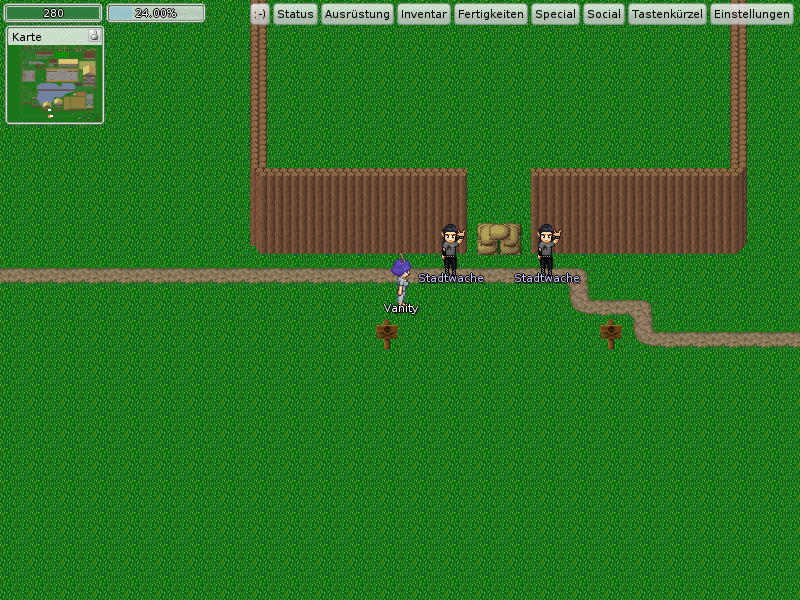 280
24.00%
:-)
Status
Ausrüstung
Inventar
Fertigkeiten
Special
Social
Tastenkürzel
Einstellungen
Karte
Stadtwache
Stadtwache
Vanity